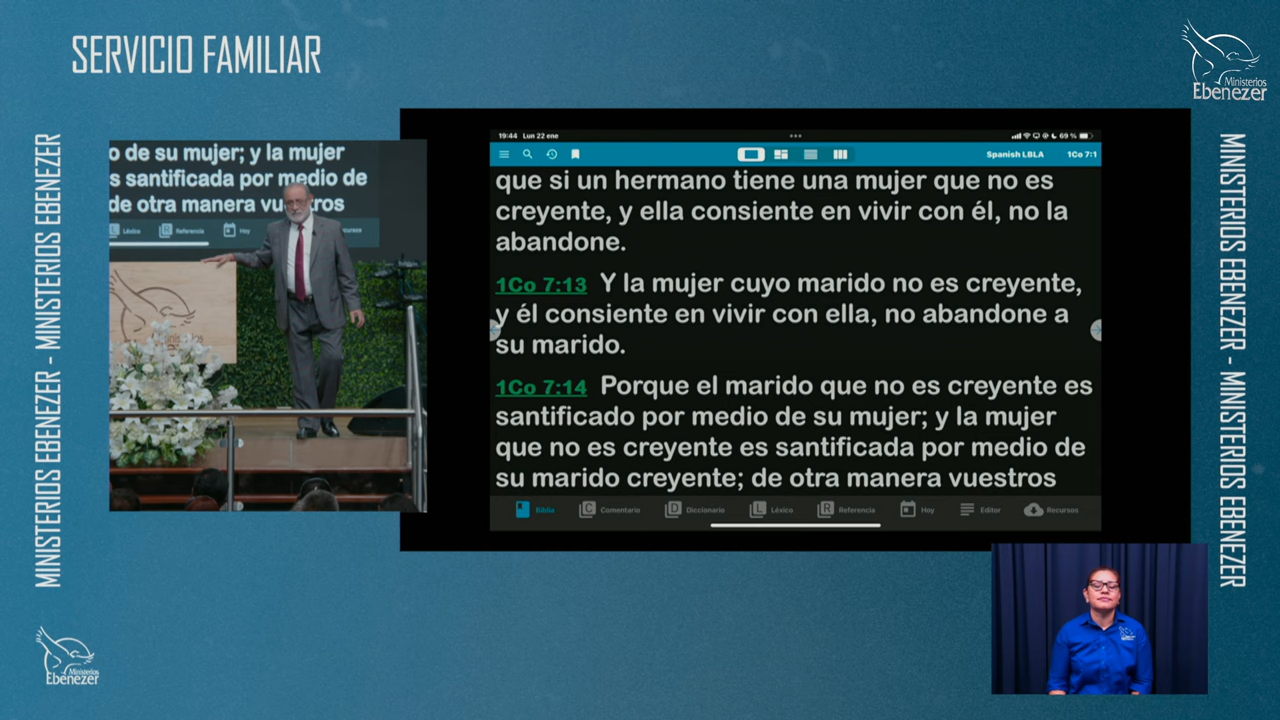 SERVICIO FAMILIAR
Ministerios
Ebenezer
MINISTERIOS EBENEZER - MINISTERIOS EBENEZER
o de su mujer; y la mujer
s santificada por medio de
de otra manera vuestros
Léxico Referencia Hoy
19:44 Lun 22 ene
69 %
Spanish LBLA 1Co 7:1
que si un hermano tiene una mujer que no es
creyente, y ella consiente en vivir con él, no la
abandone.
1Co 7:13 Y la mujer cuyo marido no es creyente,
y él consiente en vivir con ella, no abandone a
su marido.
1Co 7:14 Porque el marido que no es creyente es
santificado por medio de su mujer; y la mujer
que no es creyente es santificada por medio de
su marido creyente; de otra manera vuestros
Biblia Comentario Diccionario Léxico Referencia Hoy Editor Recursos
MINISTERIOS EBENEZER - MINISTERIOS EBENEZER
Ministerios
Ebenezer